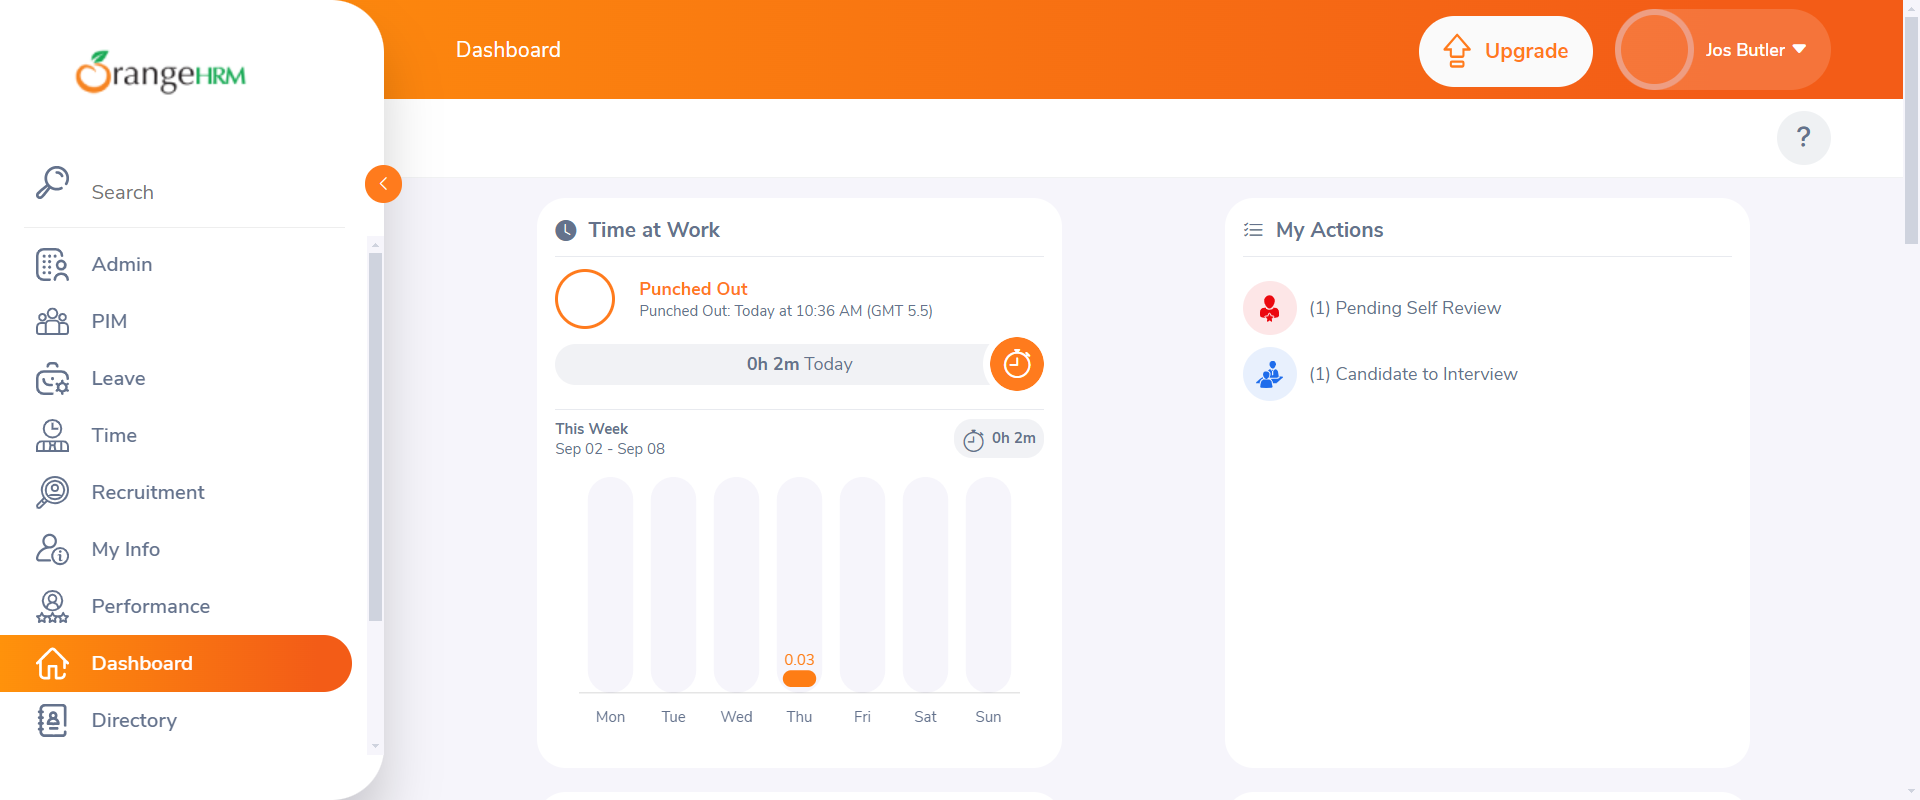 OrangeHRM
Dashboard
Upgrade
Jos Butler
?
Search
Admin
PIM
Leave
Time
Recruitment
My Info
Performance
Dashboard
Directory
Time at Work
Punched Out
Punched Out: Today at 10:36 AM (GMT 5.5)
0h 2m Today
This Week
Sep 02 - Sep 08
0h 2m
0.03
Mon Tue Wed Thu Fri Sat Sun
My Actions
(1) Pending Self Review
(1) Candidate to Interview